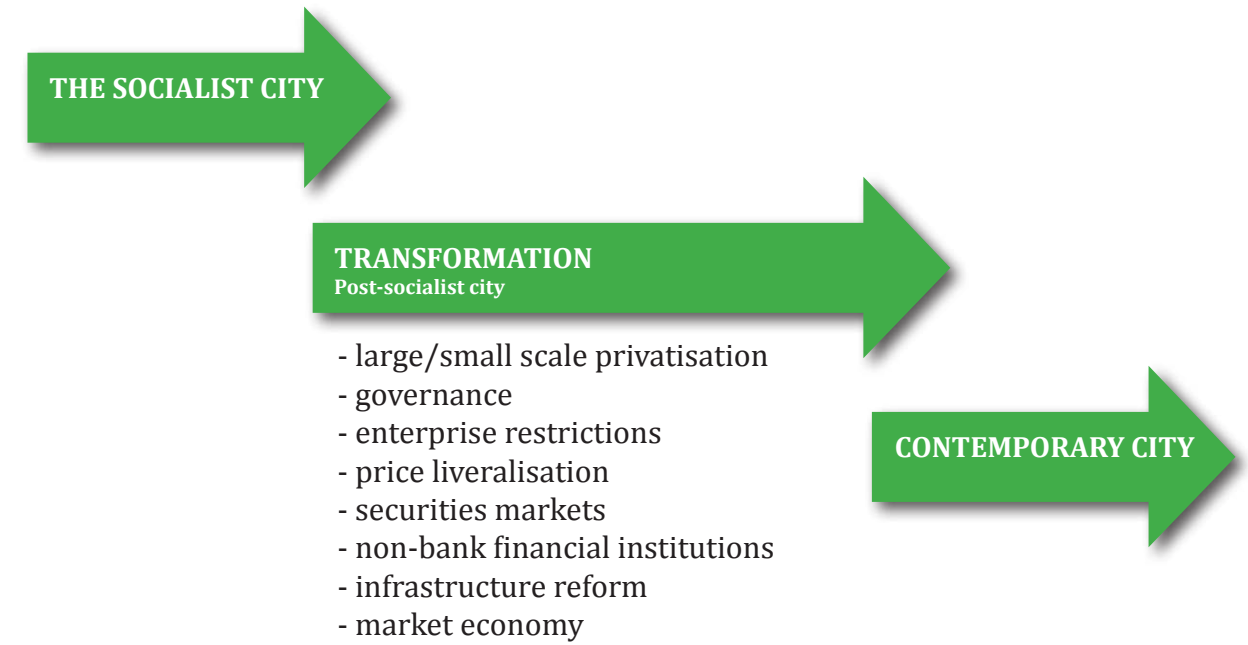 THE SOCIALIST CITY
TRANSFORMATION
Post-socialist city
- large/small scale privatisation
- governance
- enterprise restrictions
- price liveralisation
- securities markets
- non-bank financial institutions
- infrastructure reform
- market economy
CONTEMPORARY CITY